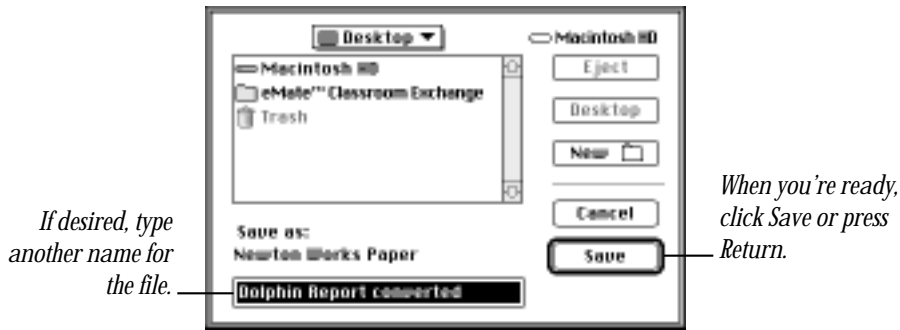 Desktop
Macintosh HD
Macintosh HD
eMate™ Classroom Exchange
Trash
Eject
Desktop
New
Cancel
Save
Save as:
Newton Works Paper
Dolphin Report converted
If desired, type
another name for
the file.
When you're ready,
click Save or press
Return.